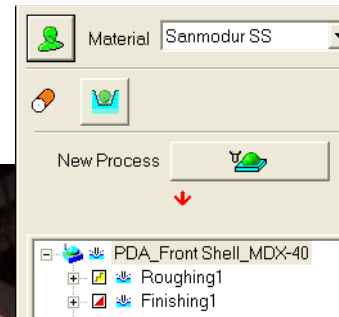 Material Sanmodur SS
New Process
PDA_Front Shell_MDX-40
Roughing1
Finishing1